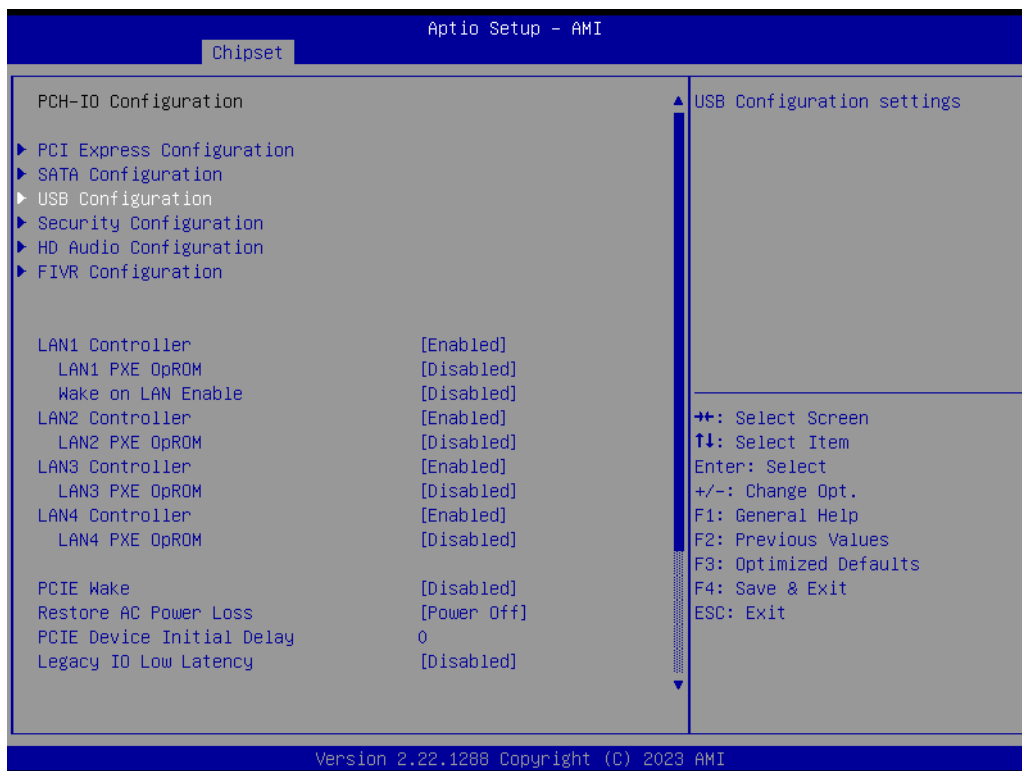 Aptio Setup – AMI
Chipset
PCH-IO Configuration
PCI Express Configuration
SATA Configuration
USB Configuration
Security Configuration
HD Audio Configuration
FIVR Configuration
LAN1 Controller [Enabled]
LAN1 PXE OpROM [Disabled]
Wake on LAN Enable [Disabled]
LAN2 Controller [Enabled]
LAN2 PXE OpROM [Disabled]
LAN3 Controller [Enabled]
LAN3 PXE OpROM [Disabled]
LAN4 Controller [Enabled]
LAN4 PXE OpROM [Disabled]
PCIE Wake [Disabled]
Restore AC Power Loss [Power Off]
PCIE Device Initial Delay 0
Legacy IO Low Latency [Disabled]
USB Configuration settings
→←: Select Screen
↑↓: Select Item
Enter: Select
+/-: Change Opt.
F1: General Help
F2: Previous Values
F3: Optimized Defaults
F4: Save & Exit
ESC: Exit
Version 2.22.1288 Copyright (C) 2023 AMI